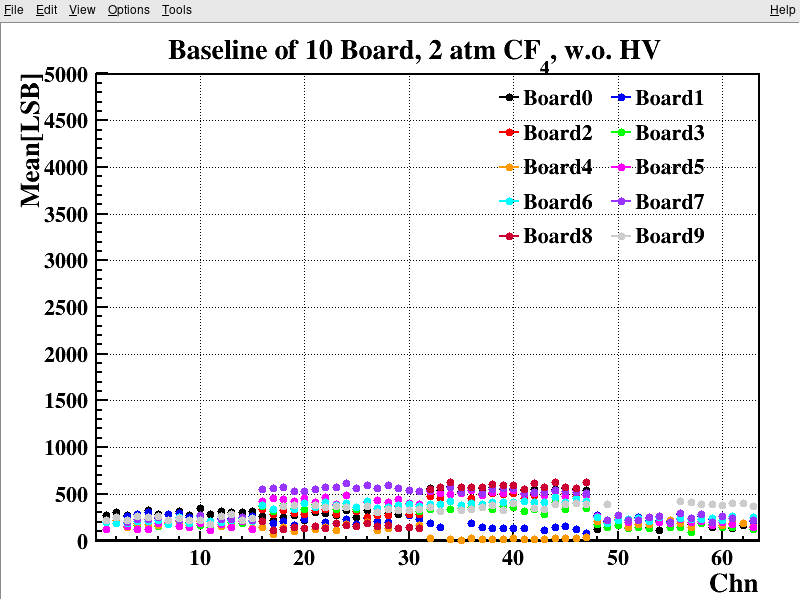 File Edit View Options Tools Help
Baseline of 10 Board, 2 atm CF4, w.o. HV
Mean[LSB]
5000
4500
4000
3500
3000
2500
2000
1500
1000
500
0
Board0 Board1
Board2 Board3
Board4 Board5
Board6 Board7
Board8 Board9
10 20 30 40 50 60
Chn